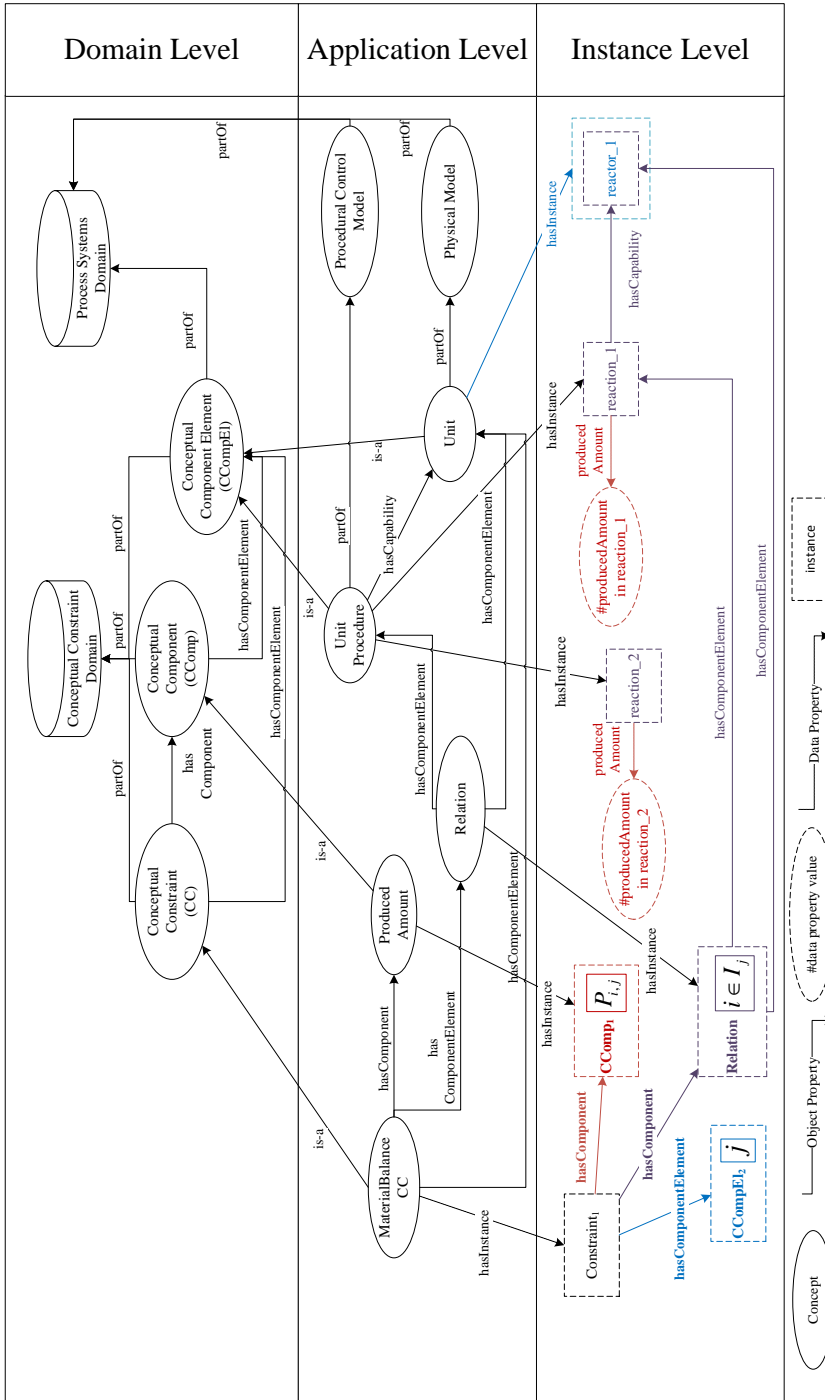 Domain Level
Application Level
Instance Level
Process Systems
Domain
Conceptual Constraint
Domain
partOf
partOf
partOf
partOf
partOf
partOf
Conceptual
Component Element
(CCompEl)
Conceptual
Component
(CComp)
Conceptual
Constraint
(CC)
has
Component
hasComponentElement
hasComponentElement
is-a
is-a
is-a
is-a
Procedural Control
Model
Physical Model
partOf
partOf
Unit
Procedure
Unit
hasCapability
hasComponentElement
hasComponentElement
hasComponentElement
Produced
Amount
Relation
MaterialBalance
CC
hasComponent
has
ComponentElement
hasInstance
hasInstance
hasInstance
hasInstance
hasInstance
hasInstance
reactor_1
hasCapability
reaction_1
produced
Amount
#producedAmount
in reaction_1
reaction_2
produced
Amount
#producedAmount
in reaction_2
hasComponentElement
hasComponentElement
CComp₁ P_{i,j}
Relation i ∈ I_j
Constraint₁
hasComponent
hasComponent
hasComponentElement
CCompEl₂ j
Concept
Object Property
#data property value
Data Property
instance